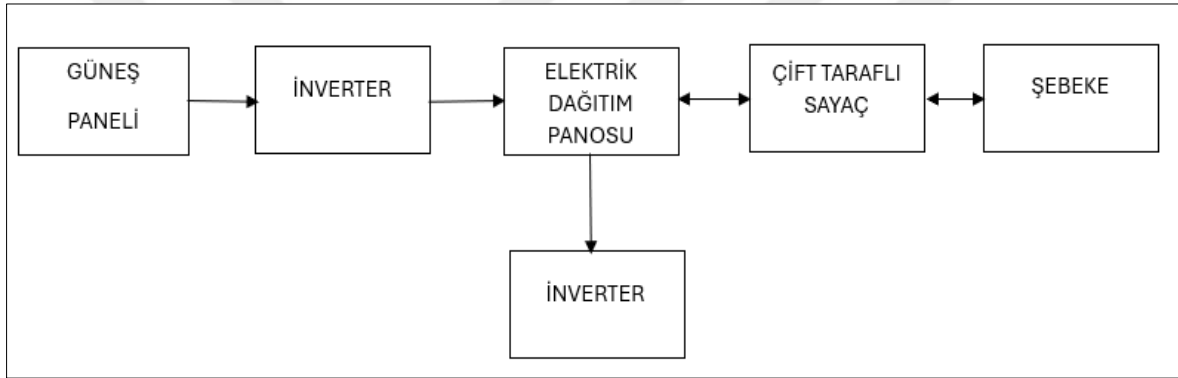 GÜNEŞ
PANELİ
İNVERTER
ELEKTRİK
DAĞITIM
PANOSU
ÇİFT TARAFLI
SAYAÇ
ŞEBEKE
İNVERTER